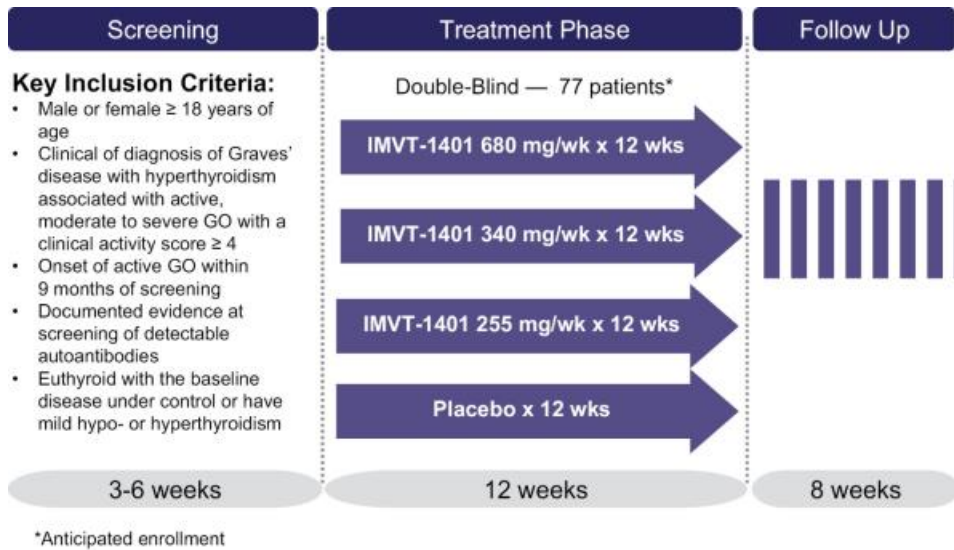 Screening
Treatment Phase
Follow Up
Key Inclusion Criteria:
• Male or female ≥ 18 years of
age
• Clinical of diagnosis of Graves'
disease with hyperthyroidism
associated with active,
moderate to severe GO with a
clinical activity score ≥ 4
• Onset of active GO within
9 months of screening
• Documented evidence at
screening of detectable
autoantibodies
• Euthyroid with the baseline
disease under control or have
mild hypo- or hyperthyroidism
Double-Blind — 77 patients*
IMVT-1401 680 mg/wk x 12 wks
IMVT-1401 340 mg/wk x 12 wks
IMVT-1401 255 mg/wk x 12 wks
Placebo x 12 wks
3-6 weeks
12 weeks
8 weeks
*Anticipated enrollment